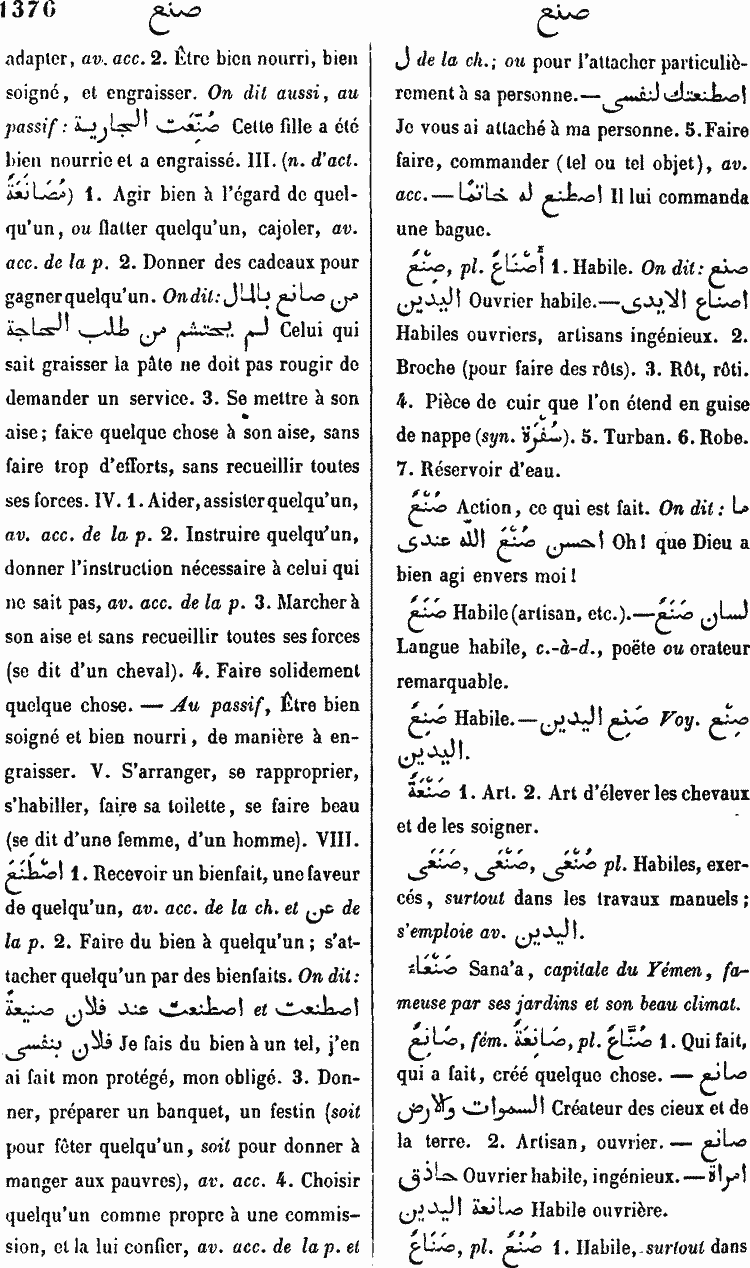 1376 صنع
صنع
adapter, av. acc. 2. Être bien nourri, bien
soigné, et engraisser. On dit aussi, au
passif : صُنِّعَت الجارية Cette fille a été
bien nourrie et a engraissé. III. (n. d'act.
مُصَانَعَةٌ) 1. Agir bien à l'égard de quel-
qu'un, ou flatter quelqu'un, cajoler, av.
acc. de la p. 2. Donner des cadeaux pour
gagner quelqu'un. On dit: من صانع بالمال
لم يحتشم من طلب الحاجة Celui qui
sait graisser la pâte ne doit pas rougir de
demander un service. 3. Se mettre à son
aise; faire quelque chose à son aise, sans
faire trop d'efforts, sans recueillir toutes
ses forces. IV. 1. Aider, assister quelqu'un,
av. acc. de la p. 2. Instruire quelqu'un,
donner l'instruction nécessaire à celui qui
ne sait pas, av. acc. de la p. 3. Marcher à
son aise et sans recueillir toutes ses forces
(se dit d'un cheval). 4. Faire solidement
quelque chose. — Au passif, Être bien
soigné et bien nourri, de manière à en-
graisser. V. S'arranger, se rapproprier,
s'habiller, faire sa toilette, se faire beau
(se dit d'une femme, d'un homme). VIII.
اصْطَنَعَ 1. Recevoir un bienfait, une faveur
de quelqu'un, av. acc. de la ch. et عن de
la p. 2. Faire du bien à quelqu'un; s'at-
tacher quelqu'un par des bienfaits. On dit:
اصطنعت عند فلان صنيعةً et اصطنعت
فلان بنفسى Je fais du bien à un tel, j'en
ai fait mon protégé, mon obligé. 3. Don-
ner, préparer un banquet, un festin (soit
pour fêter quelqu'un, soit pour donner à
manger aux pauvres), av. acc. 4. Choisir
quelqu'un comme propre à une commis-
sion, et la lui confier, av. acc. de la p. et
ل de la ch.; ou pour l'attacher particuliè-
rement à sa personne.— اصطنعتك لنفسى
Je vous ai attaché à ma personne. 5. Faire
faire, commander (tel ou tel objet), av.
acc.— اصطنع له خاتمًا Il lui commanda
une bague.
صِنْعٌ, pl. أَصْنَاعٌ 1. Habile. On dit : صنع
اليدين Ouvrier habile.— اصناع الايدى
Habiles ouvriers, artisans ingénieux. 2.
Broche (pour faire des rôts). 3. Rôt, rôti.
4. Pièce de cuir que l'on étend en guise
de nappe (syn. سُفْرَة). 5. Turban. 6. Robe.
7. Réservoir d'eau.
صُنْعٌ Action, ce qui est fait. On dit : ما
احسن صُنْعُ الله عندى Oh! que Dieu a
bien agi envers moi!
صَنَعٌ Habile (artisan, etc.).— لسان صَنَعٌ
Langue habile, c.-à-d., poëte ou orateur
remarquable.
صَنِعٌ Habile.— صَنِع اليدين Voy. صِنْع
اليدين.
صَنْعَةٌ 1. Art. 2. Art d'élever les chevaux
et de les soigner.
صَنْعَى, صَنْعَى, صَنَعَى pl. Habiles, exer-
cés, surtout dans les travaux manuels;
s'emploie av. اليدين.
صَنْعَاءُ Sana'a, capitale du Yémen, fa-
meuse par ses jardins et son beau climat.
صَانِعٌ, fém. صَانِعَةٌ, pl. صُنَّاعٌ 1. Qui fait,
qui a fait, créé quelque chose. — صانع
السموات والارض Créateur des cieux et de
la terre. 2. Artisan, ouvrier. — صانع
حاذق Ouvrier habile, ingénieux.— امراة
صانعة اليدين Habile ouvrière.
صَنَاعٌ, pl. صُنُعٌ 1. Habile, surtout dans